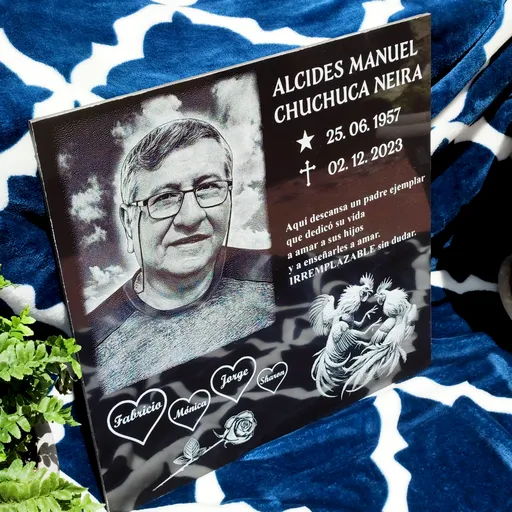 ALCIDES MANUEL
CHUCHUCA NEIRA
25. 06. 1957
02. 12. 2023
Aquí descansa un padre ejemplar
que dedicó su vida
a amar a sus hijos
y a enseñarles a amar.
IRREMPLAZABLE sin dudar.
Fabricio
Mónica
Jorge
Sharon